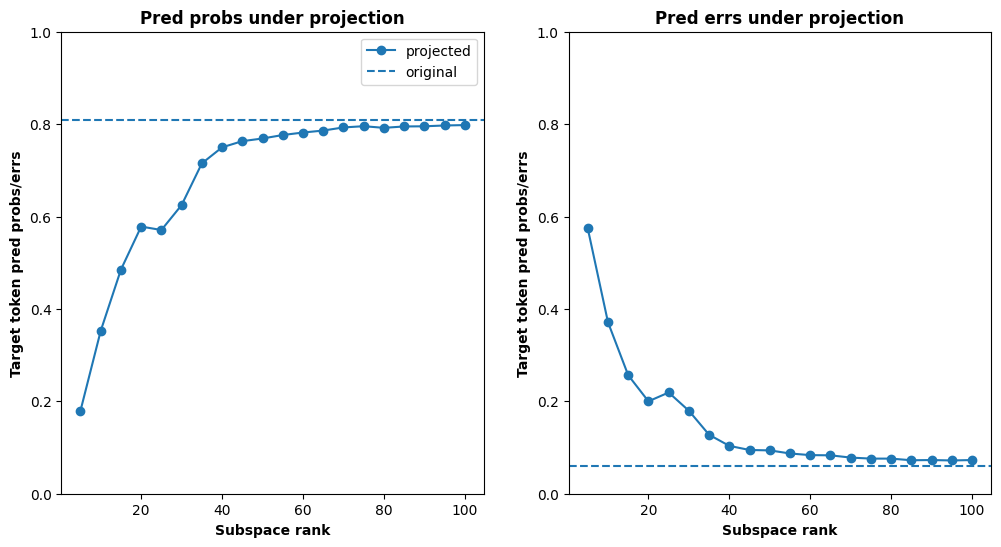 Pred probs under projection
1.0
0.8
0.6
0.4
0.2
0.0
Target token pred probs/errs
projected
original
20
40
60
80
100
Subspace rank
Pred errs under projection
1.0
0.8
0.6
0.4
0.2
0.0
Target token pred probs/errs
20
40
60
80
100
Subspace rank